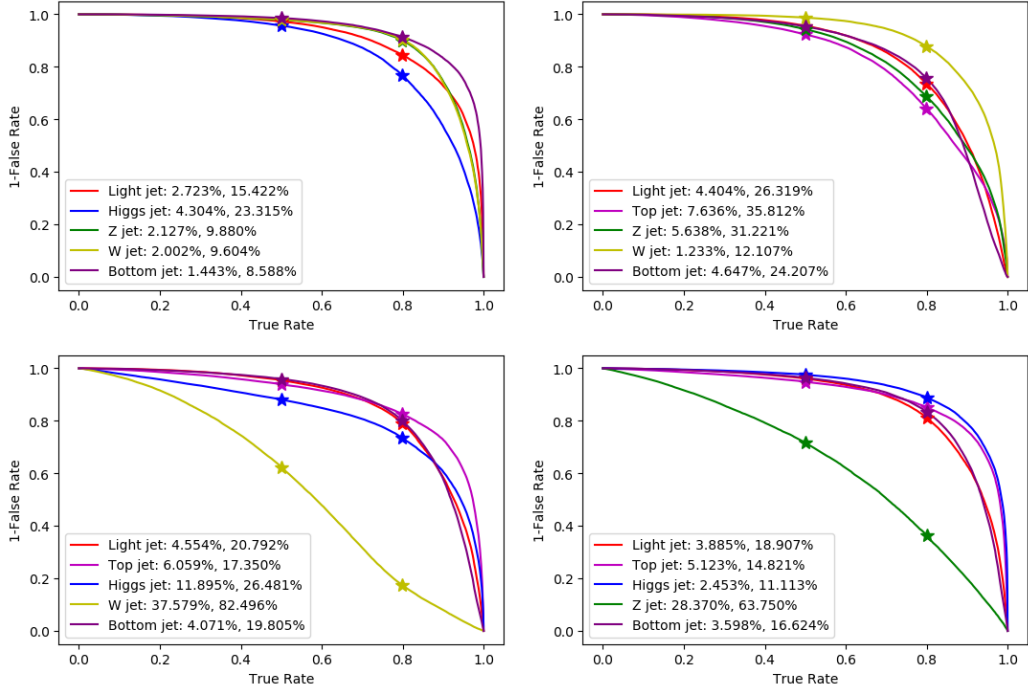 1.0
0.8
0.6
0.4
0.2
0.0
1-False Rate
Light jet: 2.723%, 15.422%
Higgs jet: 4.304%, 23.315%
Z jet: 2.127%, 9.880%
W jet: 2.002%, 9.604%
Bottom jet: 1.443%, 8.588%
0.0 0.2 0.4 0.6 0.8 1.0
True Rate
1.0
0.8
0.6
0.4
0.2
0.0
1-False Rate
Light jet: 4.404%, 26.319%
Top jet: 7.636%, 35.812%
Z jet: 5.638%, 31.221%
W jet: 1.233%, 12.107%
Bottom jet: 4.647%, 24.207%
0.0 0.2 0.4 0.6 0.8 1.0
True Rate
1.0
0.8
0.6
0.4
0.2
0.0
1-False Rate
Light jet: 4.554%, 20.792%
Top jet: 6.059%, 17.350%
Higgs jet: 11.895%, 26.481%
W jet: 37.579%, 82.496%
Bottom jet: 4.071%, 19.805%
0.0 0.2 0.4 0.6 0.8 1.0
True Rate
1.0
0.8
0.6
0.4
0.2
0.0
1-False Rate
Light jet: 3.885%, 18.907%
Top jet: 5.123%, 14.821%
Higgs jet: 2.453%, 11.113%
Z jet: 28.370%, 63.750%
Bottom jet: 3.598%, 16.624%
0.0 0.2 0.4 0.6 0.8 1.0
True Rate